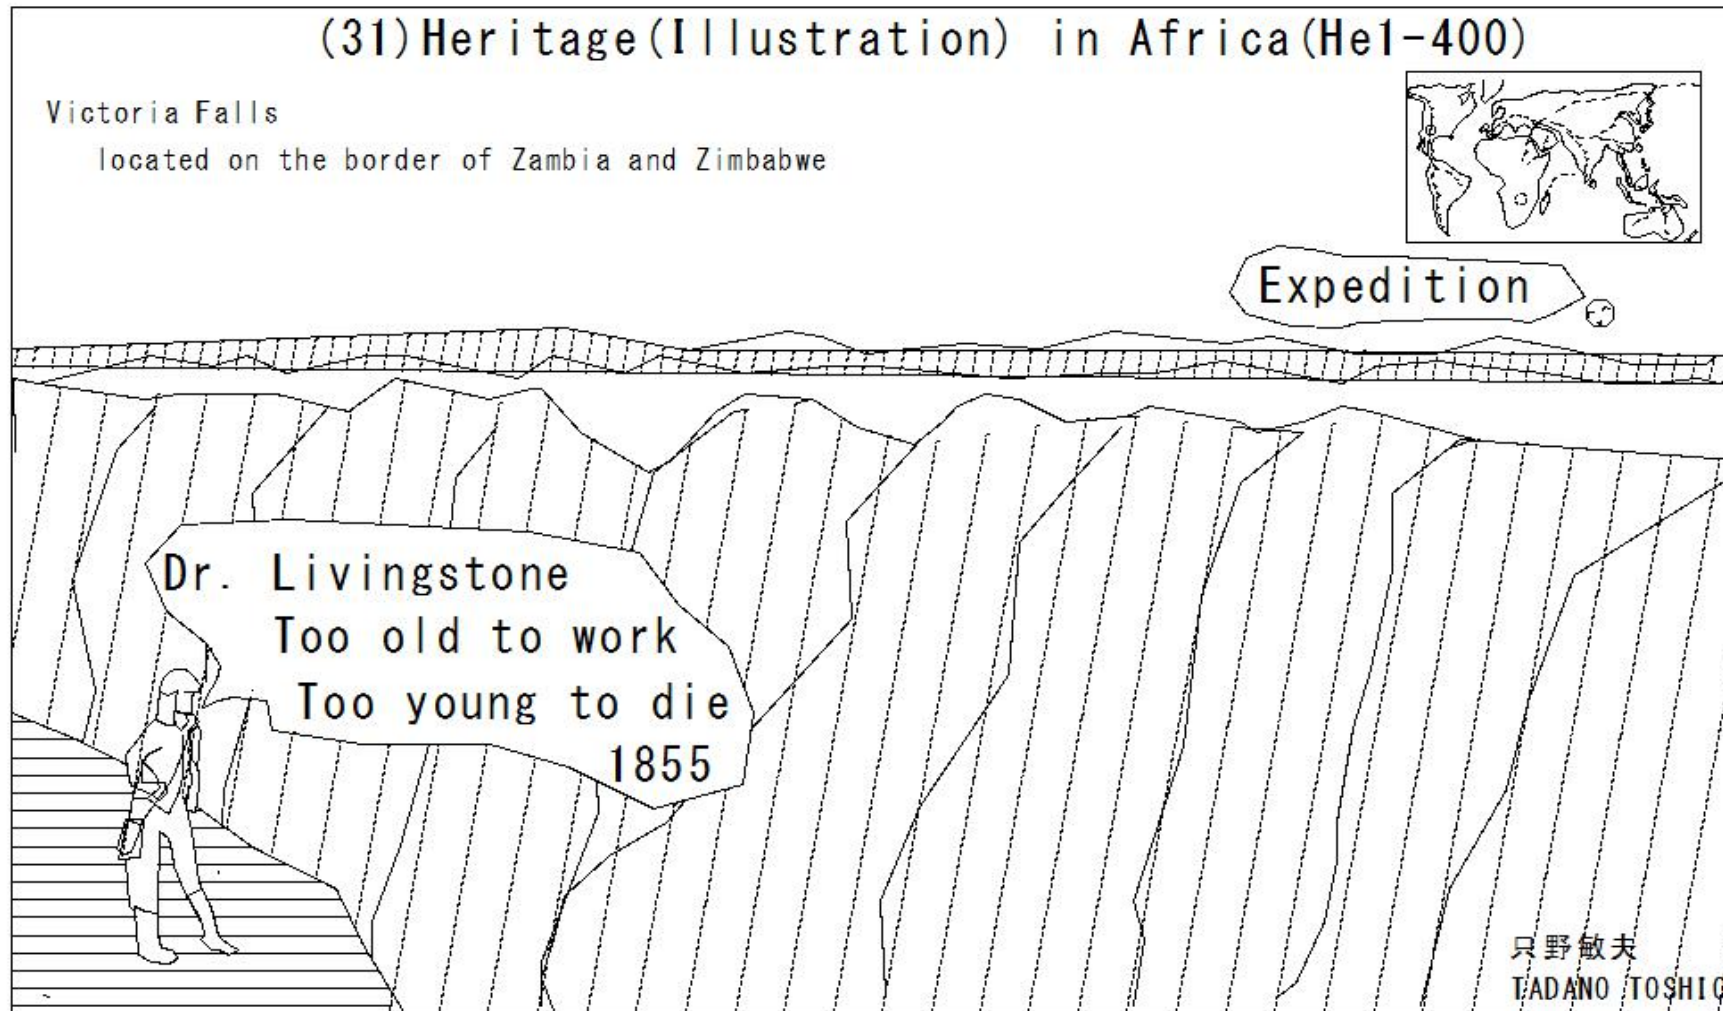 (31)Heritage(Illustration) in Africa(He1-400)
Victoria Falls
located on the border of Zambia and Zimbabwe
Expedition
Dr. Livingstone
Too old to work
Too young to die
1855
只野敏夫
TADANO TOSHIO